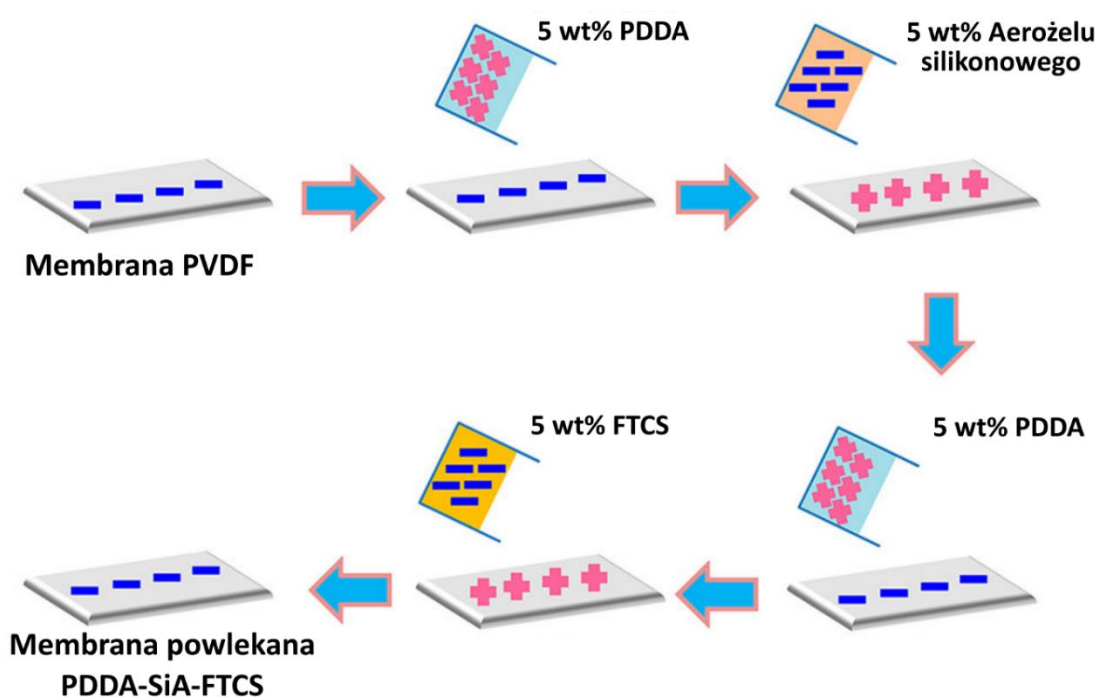 5 wt% PDDA
5 wt% Aerożelu
silikonowego
Membrana PVDF
5 wt% FTCS
5 wt% PDDA
Membrana powlekana
PDDA-SiA-FTCS